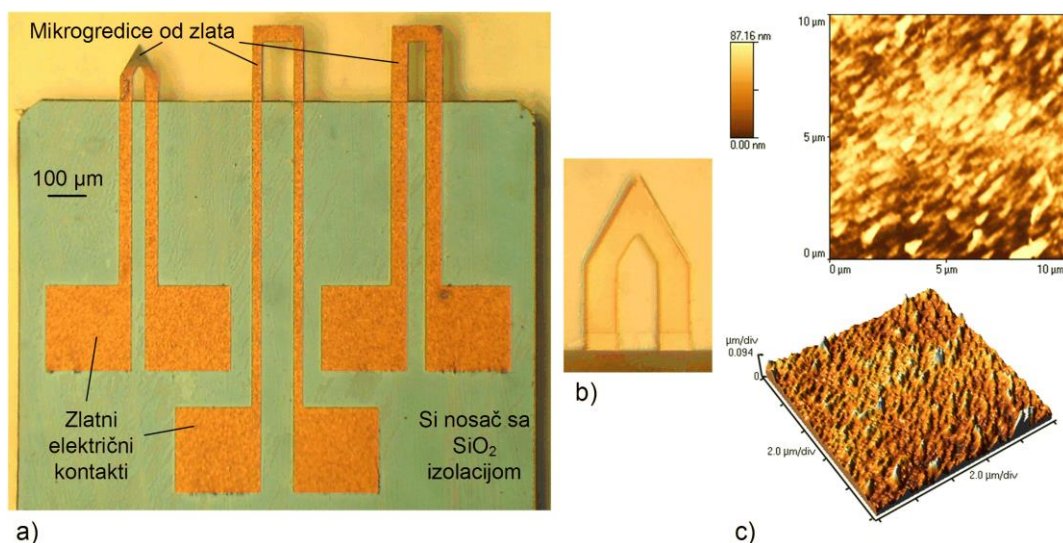 Mikrogredice od zlata
100 µm
Zlatni
električni
kontakti
Si nosač sa
SiO₂
izolacijom
a)
b)
87.16 nm
0.00 nm
10 µm
5 µm
0 µm
0 µm
5 µm
10 µm
µm/div
0.094
0
2.0 µm/div
2.0 µm/div
c)